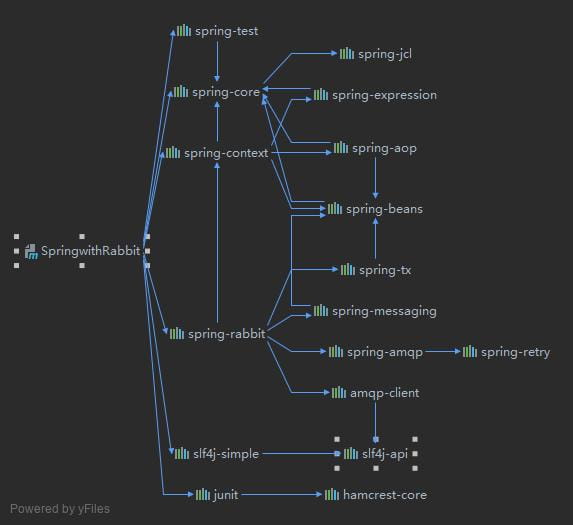 spring-test
spring-jcl
spring-core
spring-expression
spring-context
spring-aop
spring-beans
SpringwithRabbit
spring-tx
spring-messaging
spring-rabbit
spring-amqp
spring-retry
amqp-client
slf4j-simple
slf4j-api
junit
hamcrest-core
Powered by yFiles